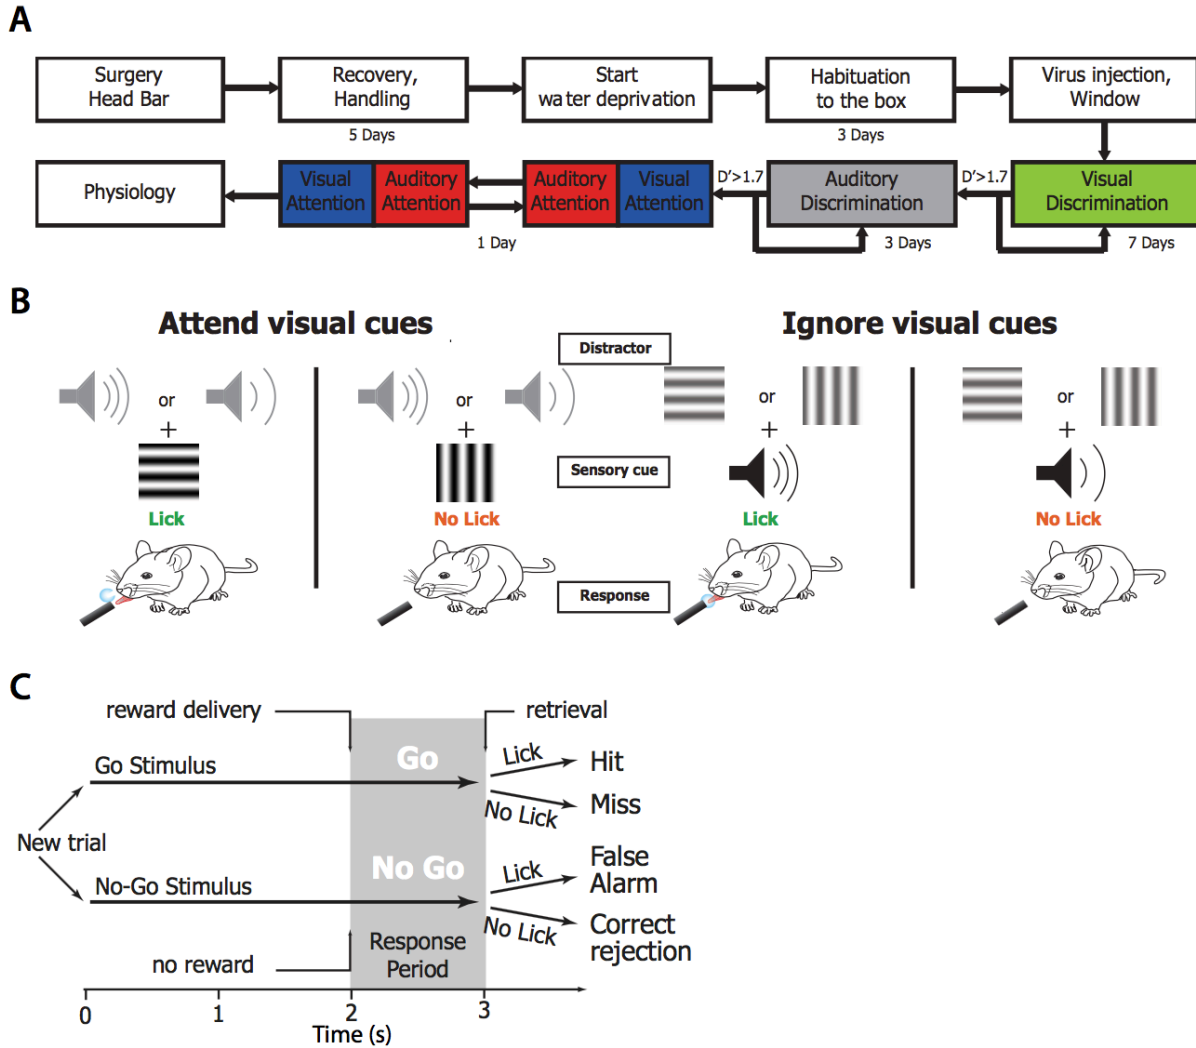 A
Surgery
Head Bar
Recovery,
Handling
5 Days
Start
water deprivation
Habituation
to the box
3 Days
Virus injection,
Window
Physiology
Visual
Attention
Auditory
Attention
1 Day
Auditory
Attention
Visual
Attention
D'>1.7
Auditory
Discrimination
3 Days
D'>1.7
Visual
Discrimination
7 Days
B
Attend visual cues
Ignore visual cues
Distractor
or
+
or
+
or
+
or
+
Sensory cue
Lick
No Lick
Lick
No Lick
Response
C
reward delivery
retrieval
Go
Go Stimulus
Lick
Hit
No Lick
Miss
New trial
No Go
No-Go Stimulus
Lick
False
Alarm
No Lick
Correct
rejection
no reward
Response
Period
0
1
2
3
Time (s)